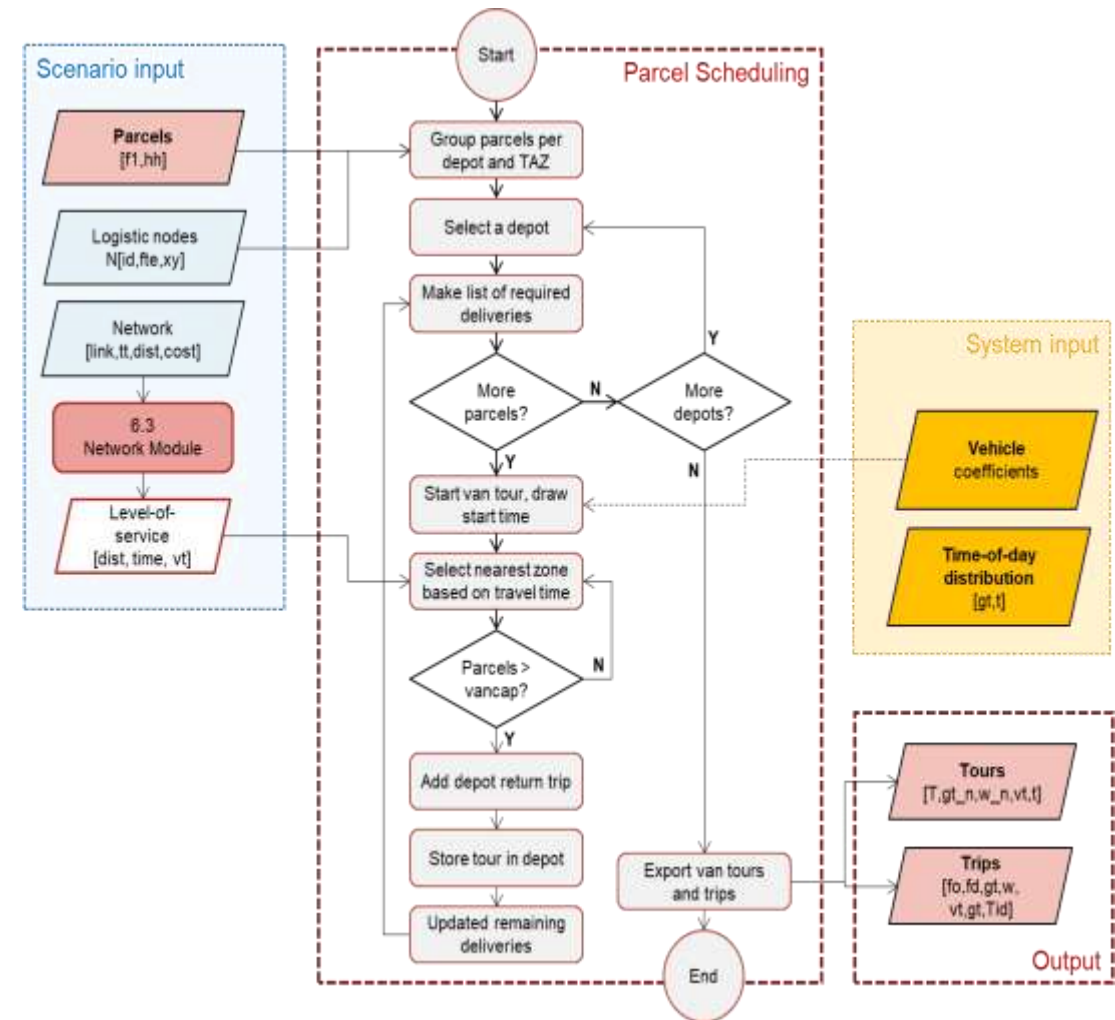 Start
Scenario input
Parcel Scheduling
Parcels
[f1,hh]
Group parcels per
depot and TAZ
Logistic nodes
N[id,fte,xy]
Select a depot
Make list of required
deliveries
Network
[link,tt,dist,cost]
Y
System input
More
parcels?
N
More
depots?
6.3
Network Module
Vehicle
coefficients
Y
N
Start van tour, draw
start time
Level-of-
service
[dist, time, vt]
Select nearest zone
based on travel time
Time-of-day
distribution
[gt,t]
Parcels >
vancap?
N
Y
Add depot return trip
Tours
[T,gt_n,w_n,vt,t]
Store tour in depot
Export van tours
and trips
Trips
[fo,fd,gt,w,
vt,gt,Tid]
Updated remaining
deliveries
Output
End